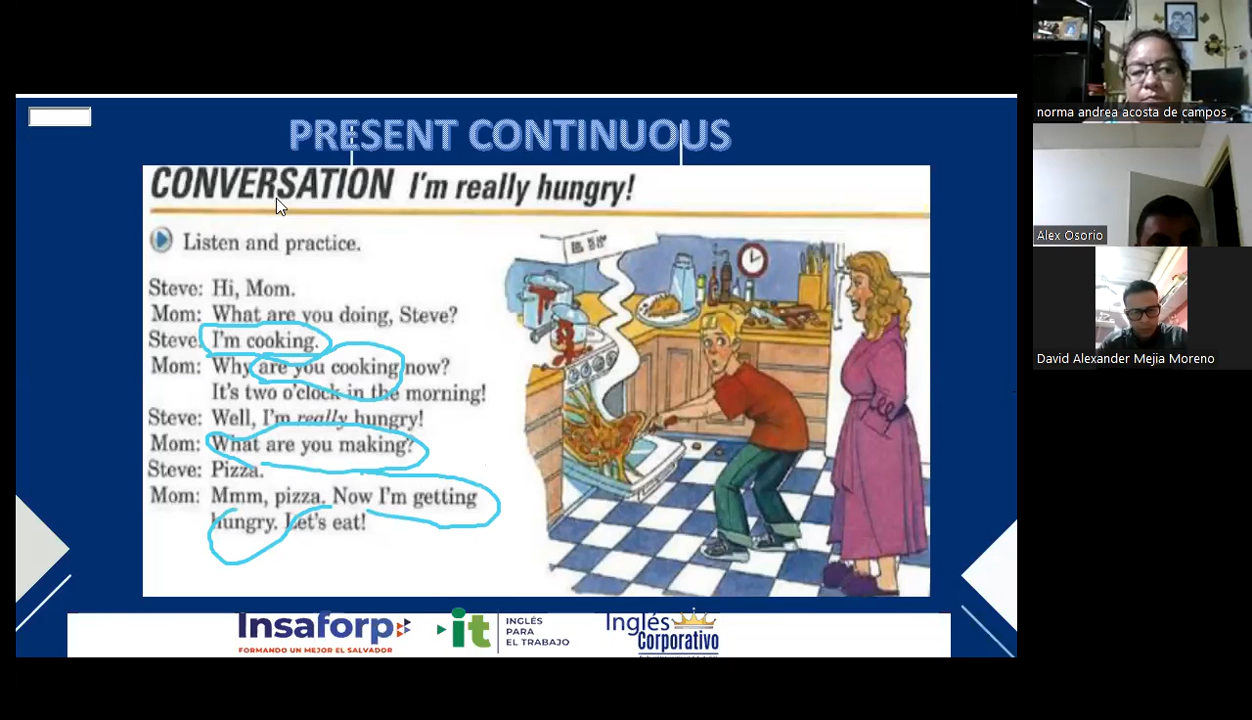 PRESENT CONTINUOUS
CONVERSATION I'm really hungry!
Listen and practice.
Steve: Hi, Mom.
Mom: What are you doing, Steve?
Steve: I'm cooking.
Mom: Why are you cooking now?
It's two o'clock in the morning!
Steve: Well, I'm really hungry!
Mom: What are you making?
Steve: Pizza.
Mom: Mmm, pizza. Now I'm getting
hungry. Let's eat!
Insaforp
FORMANDO UN MEJOR EL SALVADOR
it
INGLÉS
PARA
EL TRABAJO
Inglés
Corporativo
norma andrea acosta de campos
Alex Osorio
David Alexander Mejia Moreno